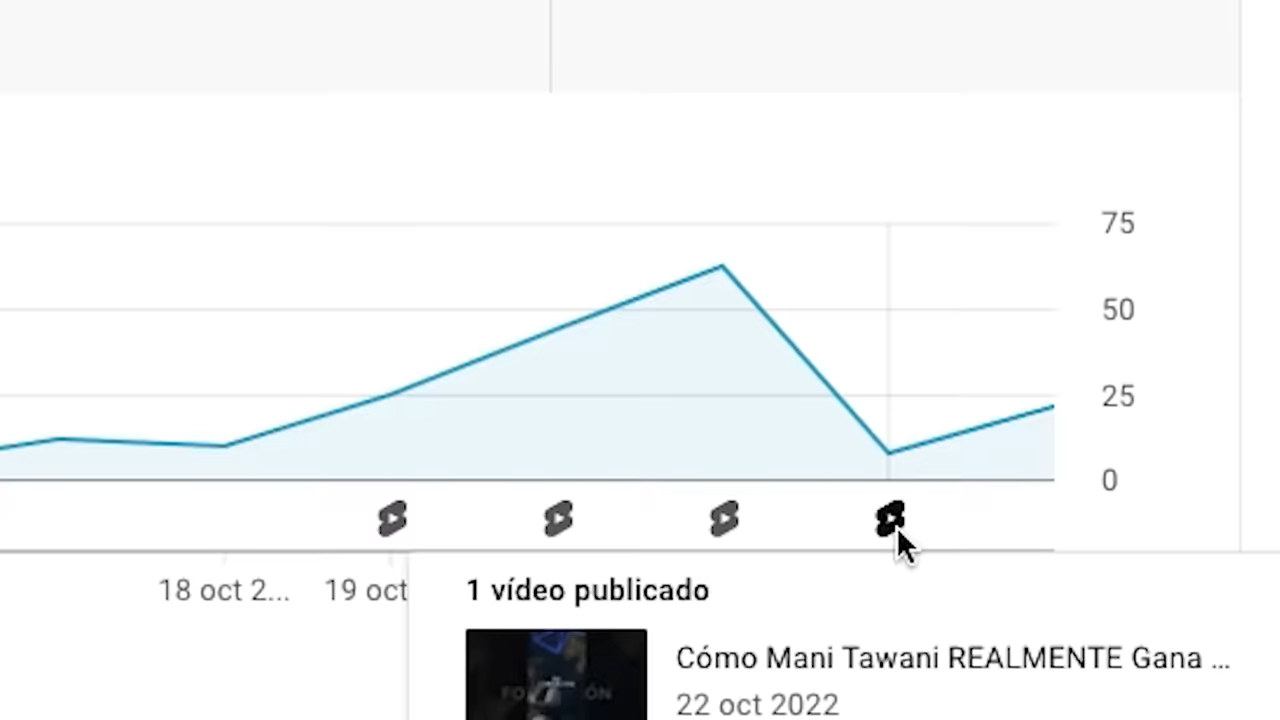 75
50
25
0
18 oct 2... 19 oct
1 vídeo publicado
Cómo Mani Tawani REALMENTE Gana ...
22 oct 2022